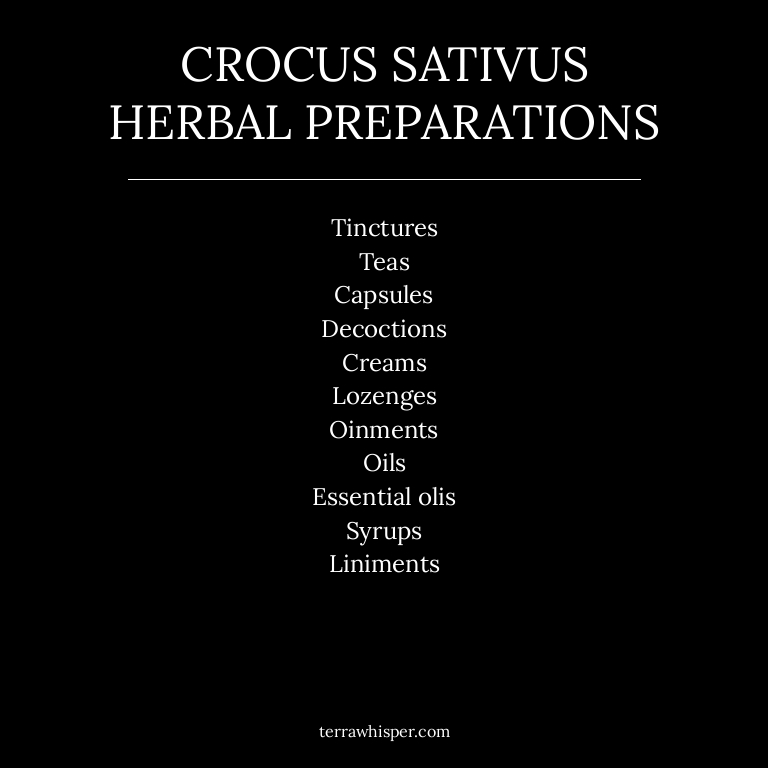 CROCUS SATIVUS
HERBAL PREPARATIONS
Tinctures
Teas
Capsules
Decoctions
Creams
Lozenges
Oinments
Oils
Essential olis
Syrups
Liniments
terrawhisper.com